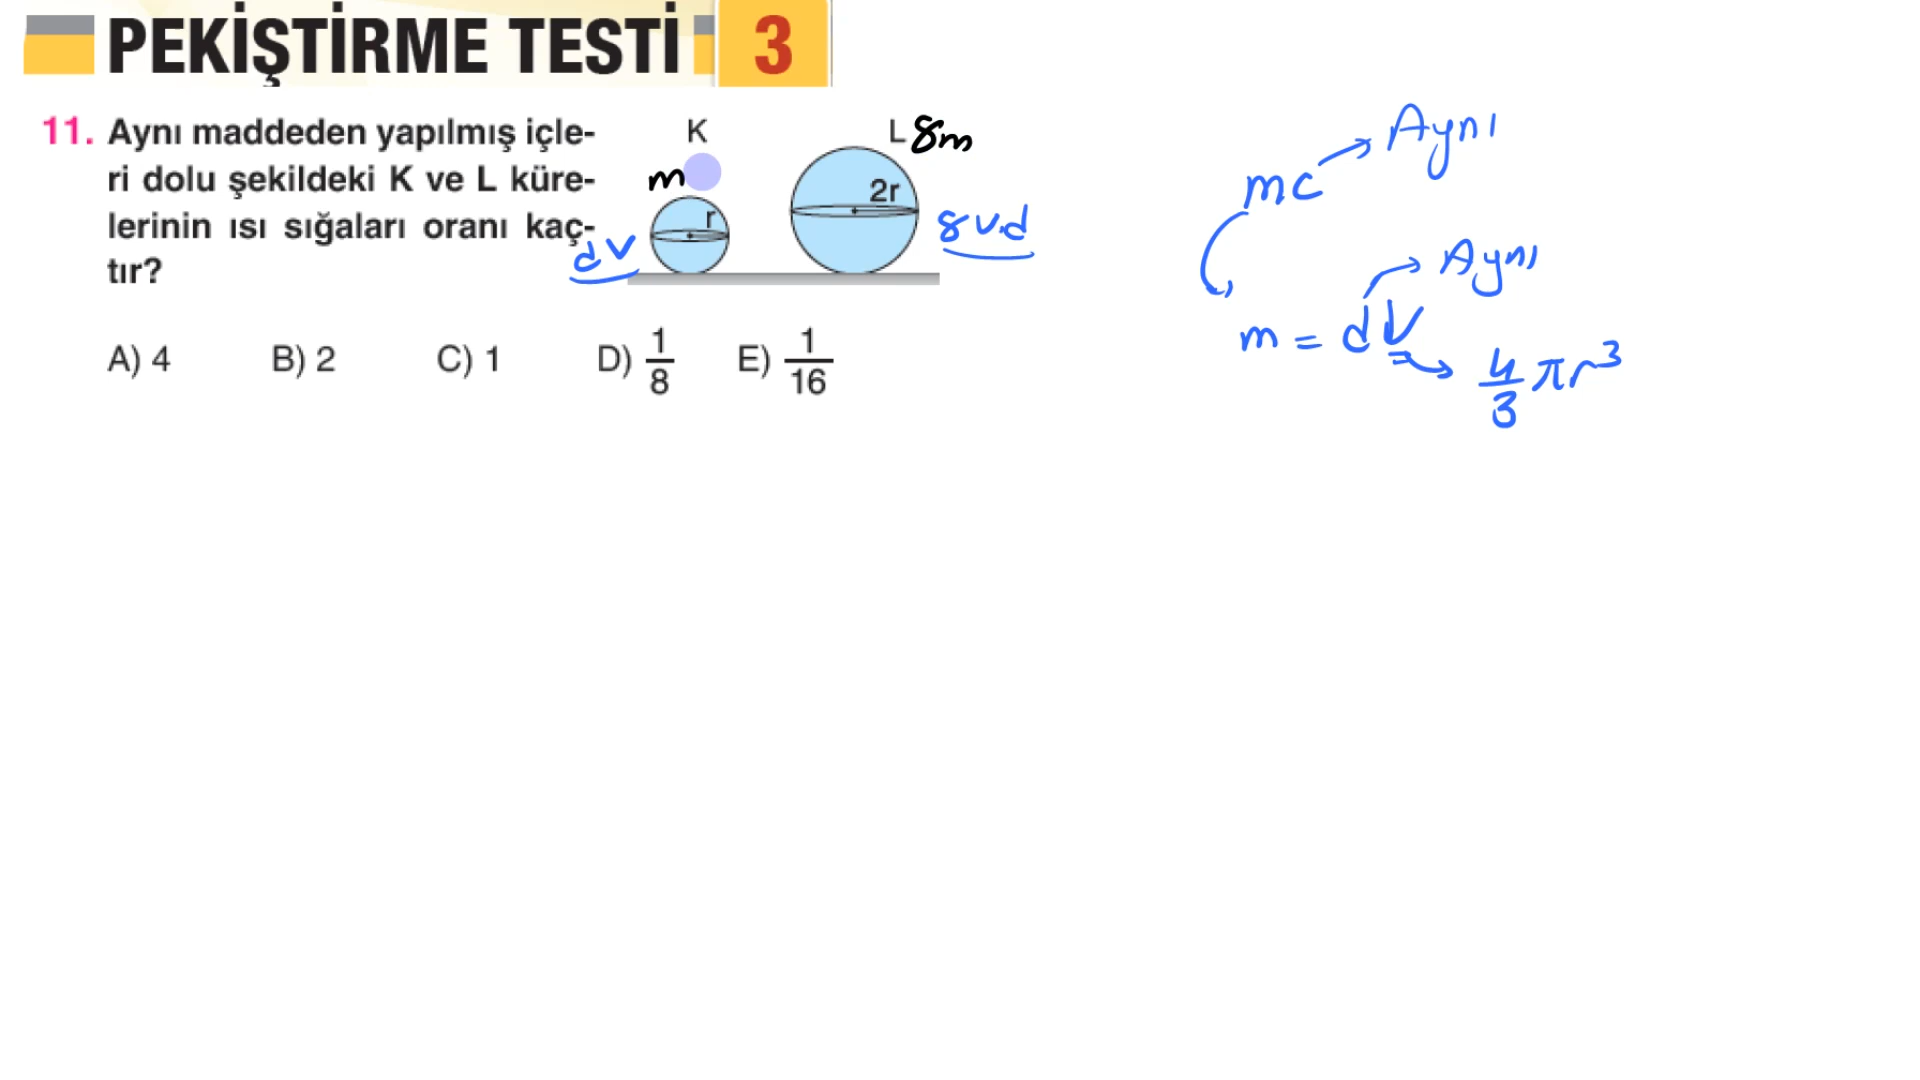 PEKİŞTİRME TESTİ 3
11. Aynı maddeden yapılmış içle-
ri dolu şekildeki K ve L küre-
lerinin ısı sığaları oranı kaç-
tır?
K
m
r
dV
L 8m
2r
8V.d
A) 4 B) 2 C) 1 D) 1/8 E) 1/16
mc → Aynı
→ Aynı
m = dV
→ 4/3 πr³